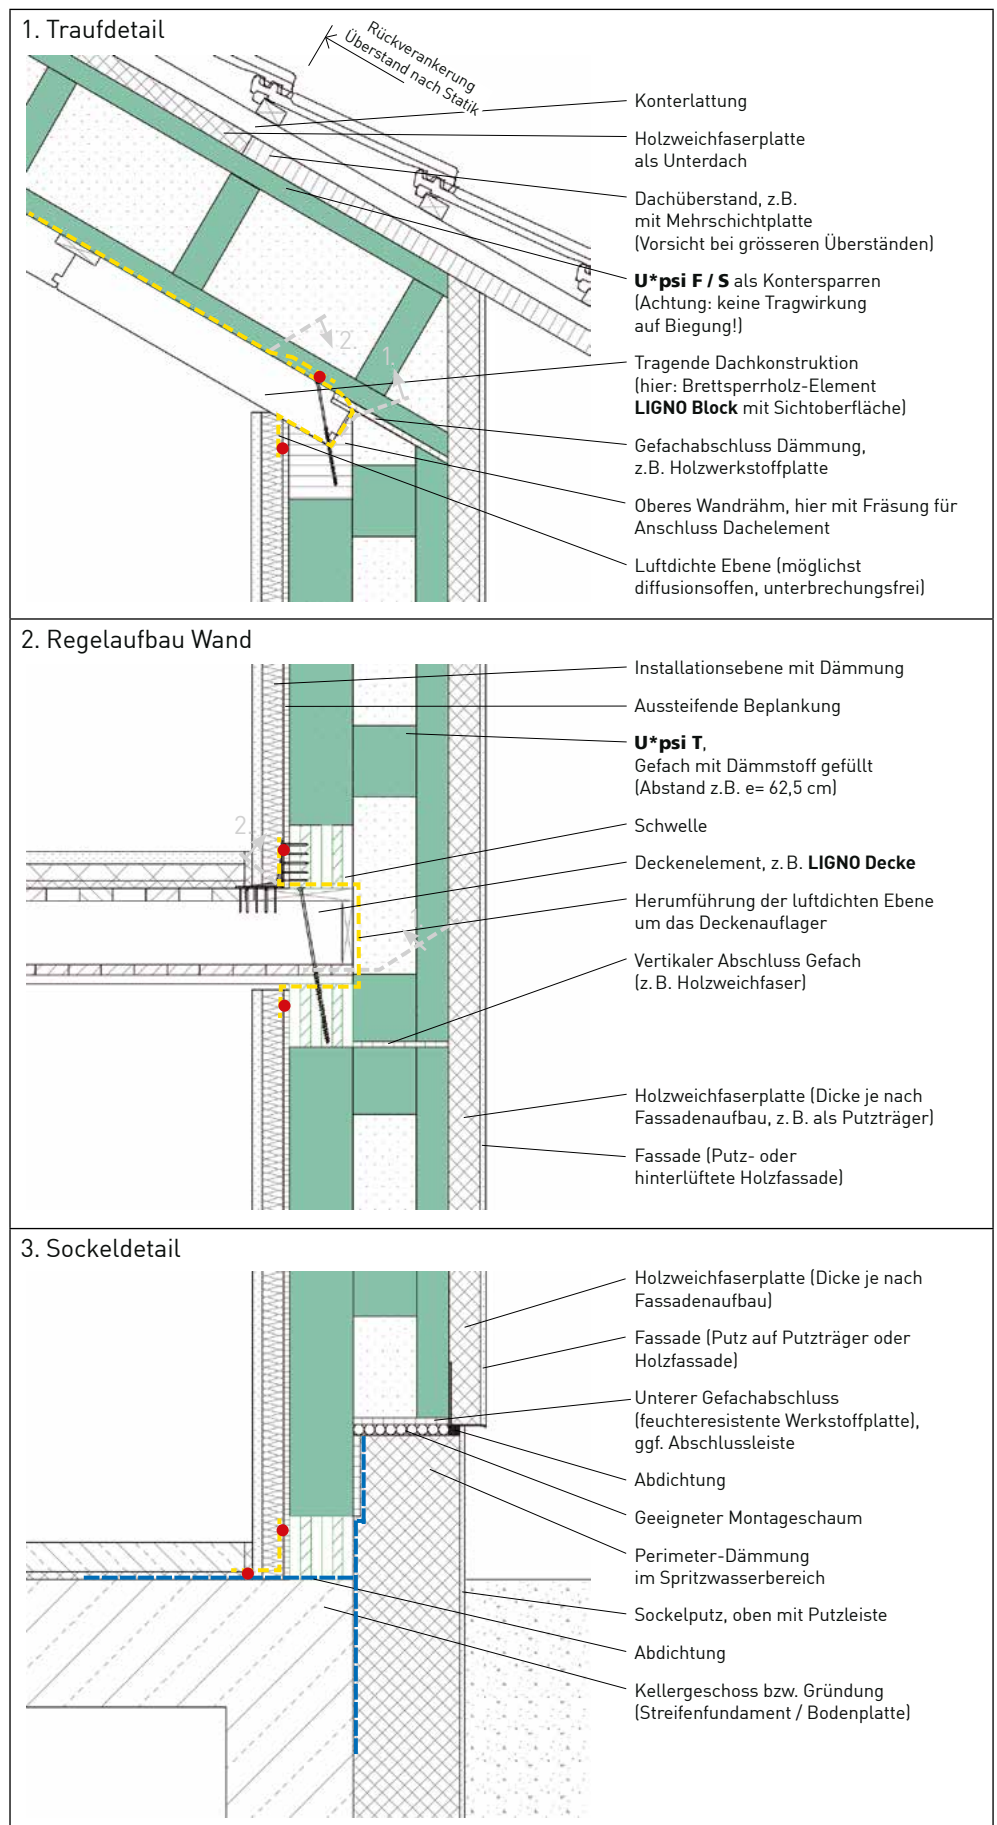 1. Traufdetail
Rückverankerung
Überstand nach Statik
Konterlattung
Holzweichfaserplatte
als Unterdach
Dachüberstand, z.B.
mit Mehrschichtplatte
(Vorsicht bei grösseren Überständen)
U*psi F / S als Kontersparren
(Achtung: keine Tragwirkung
auf Biegung!)
2.
1.
Tragende Dachkonstruktion
(hier: Brettsperrholz-Element
LIGNO Block mit Sichtoberfläche)
Gefachabschluss Dämmung,
z.B. Holzwerkstoffplatte
Oberes Wandrähm, hier mit Fräsung für
Anschluss Dachelement
Luftdichte Ebene (möglichst
diffusionsoffen, unterbrechungsfrei)
2. Regelaufbau Wand
Installationsebene mit Dämmung
Aussteifende Beplankung
U*psi T,
Gefach mit Dämmstoff gefüllt
(Abstand z.B. e= 62,5 cm)
2.
Schwelle
Deckenelement, z. B. LIGNO Decke
Herumführung der luftdichten Ebene
um das Deckenauflager
1.
Vertikaler Abschluss Gefach
(z. B. Holzweichfaser)
Holzweichfaserplatte (Dicke je nach
Fassadenaufbau, z. B. als Putzträger)
Fassade (Putz- oder
hinterlüftete Holzfassade)
3. Sockeldetail
Holzweichfaserplatte (Dicke je nach
Fassadenaufbau)
Fassade (Putz auf Putzträger oder
Holzfassade)
Unterer Gefachabschluss
(feuchteresistente Werkstoffplatte),
ggf. Abschlussleiste
Abdichtung
Geeigneter Montageschaum
Perimeter-Dämmung
im Spritzwasserbereich
Sockelputz, oben mit Putzleiste
Abdichtung
Kellergeschoss bzw. Gründung
(Streifenfundament / Bodenplatte)